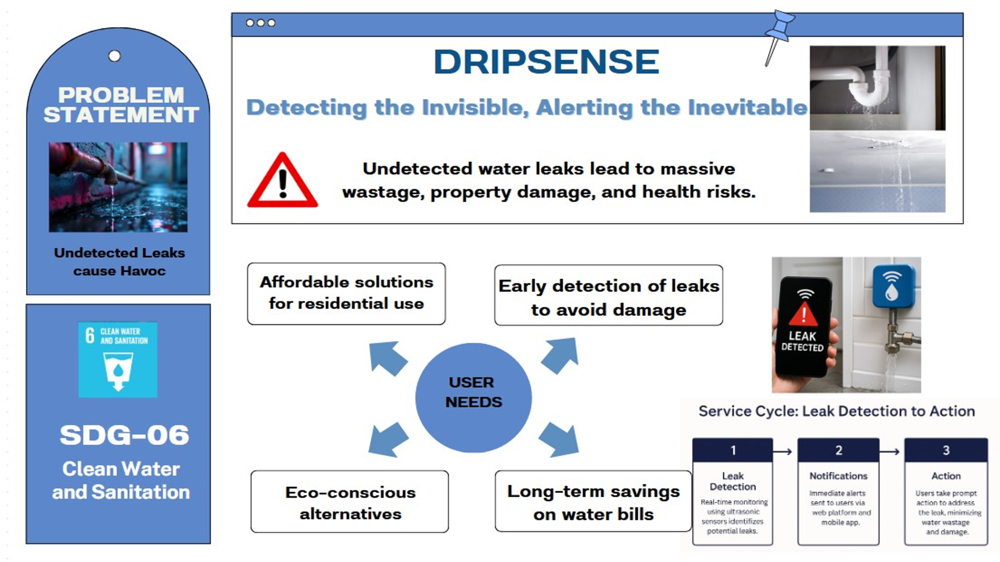 PROBLEM
STATEMENT
Undetected Leaks
cause Havoc
6 CLEAN WATER
AND SANITATION
SDG-06
Clean Water
and Sanitation
DRIPSENSE
Detecting the Invisible, Alerting the Inevitable
!
Undetected water leaks lead to massive
wastage, property damage, and health risks.
Affordable solutions
for residential use
Early detection of leaks
to avoid damage
USER
NEEDS
Eco-conscious
alternatives
Long-term savings
on water bills
!
LEAK
DETECTED
Service Cycle: Leak Detection to Action
1
Leak
Detection
Real-time monitoring
using ultrasonic
sensors identifizes
potential leaks.
2
Notifications
Immediate alerts
sent to users via
web platform and
mobile app.
3
Action
Users take prompt
action to address
the leak, minimizing
water wastage
and damage.